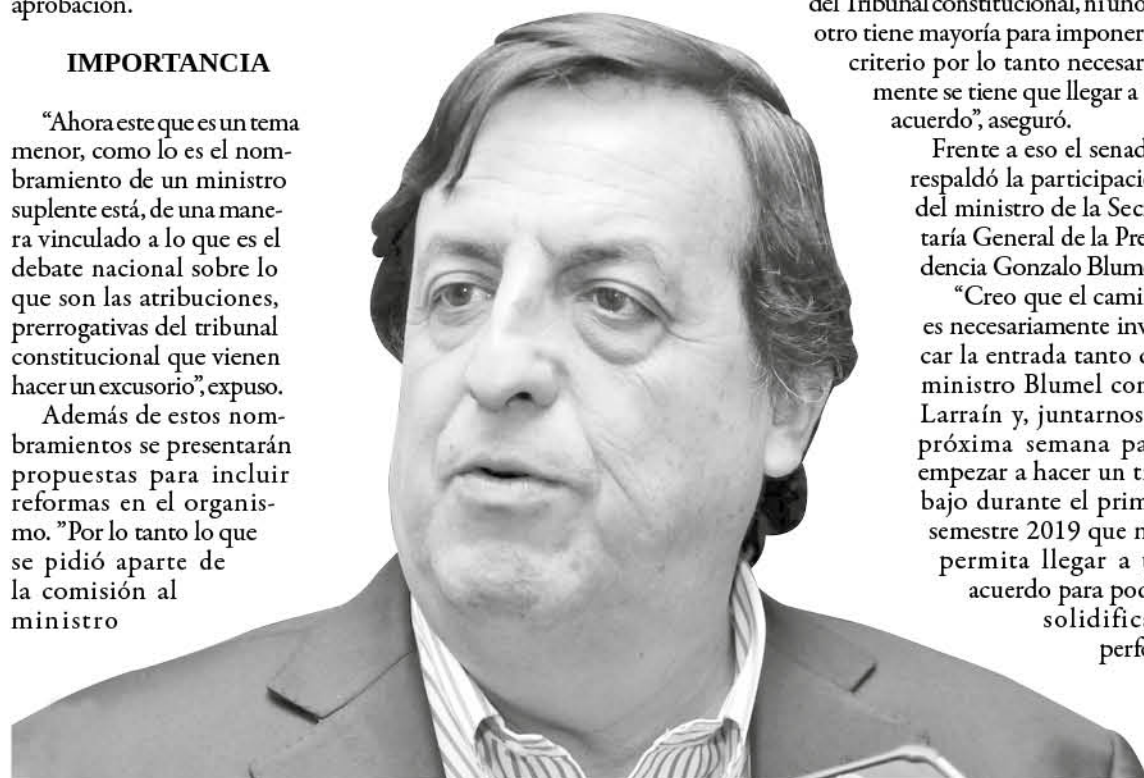 aprobación.
IMPORTANCIA
“Ahora este que es un tema
menor, como lo es el nom-
bramiento de un ministro
suplente está, de una mane-
ra vinculado a lo que es el
debate nacional sobre lo
que son las atribuciones,
prerrogativas del tribunal
constitucional que vienen
hacer un excusorio”, expuso.
Además de estos nom-
bramientos se presentarán
propuestas para incluir
reformas en el organis-
mo. ”Por lo tanto lo que
se pidió aparte de
la comisión al
ministro
del Tribunal constitucional, ni uno
otro tiene mayoría para imponer
criterio por lo tanto necesar
mente se tiene que llegar a
acuerdo”, aseguró.
Frente a eso el senad
respaldó la participaci
del ministro de la Sec
taría General de la Pre
dencia Gonzalo Blum
“Creo que el cami
es necesariamente inv
car la entrada tanto
ministro Blumel con
Larraín y, juntarnos
próxima semana pa
empezar a hacer un t
bajo durante el prim
semestre 2019 que n
permita llegar a
acuerdo para pod
solidific
perf